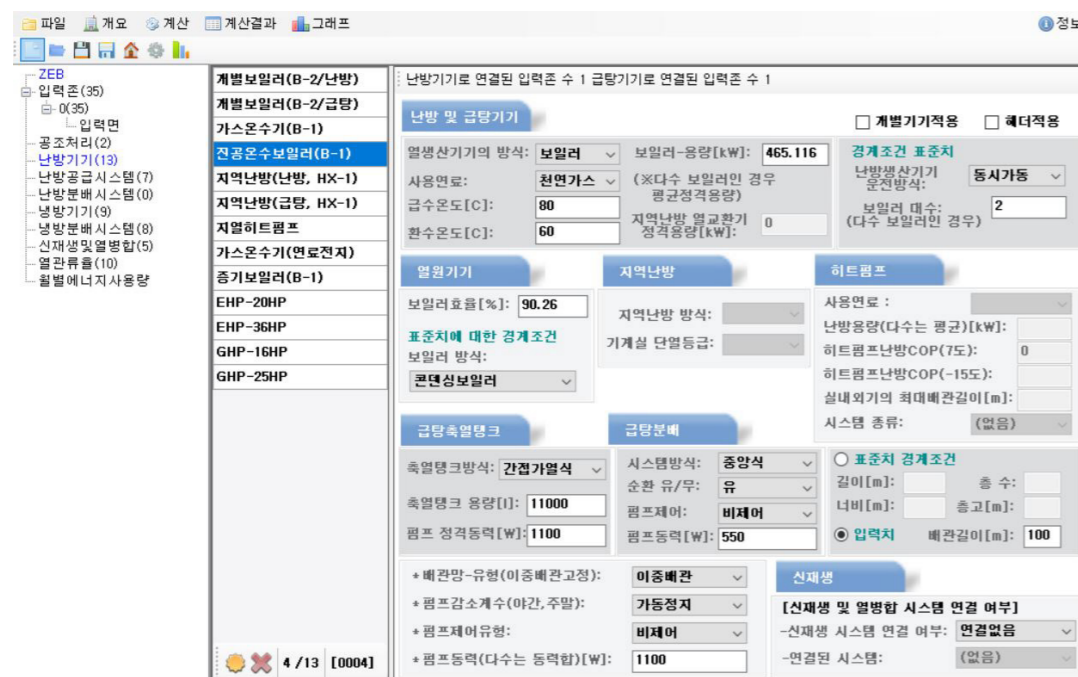 파일 개요 계산 계산결과 그래프 정보
ZEB
입력존(35)
0(35)
입력면
공조처리(2)
난방기기(13)
난방공급시스템(7)
난방분배시스템(0)
냉방기기(9)
냉방분배시스템(8)
신재생및열병합(5)
열관류율(10)
월별에너지사용량
개별보일러(B-2/난방)
개별보일러(B-2/급탕)
가스온수기(B-1)
진공온수보일러(B-1)
지역난방(난방, HX-1)
지역난방(급탕, HX-1)
지열히트펌프
가스온수기(연료전지)
증기보일러(B-1)
EHP-20HP
EHP-36HP
GHP-16HP
GHP-25HP
4 /13 [0004]
난방기기로 연결된 입력존 수 1 급탕기기로 연결된 입력존 수 1
난방 및 급탕기기
개별기기적용 헤더적용
열생산기기의 방식: 보일러
사용연료: 천연가스
급수온도[C]: 80
환수온도[C]: 60
보일러-용량[kW]: 465.116
(※다수 보일러인 경우
평균정격용량)
지역난방 열교환기
정격용량[kW]: 0
경계조건 표준치
난방생산기기
운전방식: 동시가동
보일러 대수: 2
(다수 보일러인 경우)
열원기기
보일러효율[%]: 90.26
표준치에 대한 경계조건
보일러 방식:
콘덴싱보일러
지역난방
지역난방 방식:
기계실 단열등급:
히트펌프
사용연료 :
난방용량(다수는 평균)[kW]:
히트펌프난방COP(7도): 0
히트펌프난방COP(-15도):
실내외기의 최대배관길이[m]:
시스템 종류: (없음)
급탕축열탱크
축열탱크방식: 간접가열식
축열탱크 용량[l]: 11000
펌프 정격동력[W]: 1100
급탕분배
시스템방식: 중앙식
순환 유/무: 유
펌프제어: 비제어
펌프동력[W]: 550
표준치 경계조건
길이[m]: 층 수:
너비[m]: 층고[m]:
입력치 배관길이[m]: 100
*배관망-유형(이중배관고정): 이중배관
*펌프감소계수(야간,주말): 가동정지
*펌프제어유형: 비제어
*펌프동력(다수는 동력합)[W]: 1100
신재생
[신재생 및 열병합 시스템 연결 여부]
-신재생 시스템 연결 여부: 연결없음
-연결된 시스템: (없음)